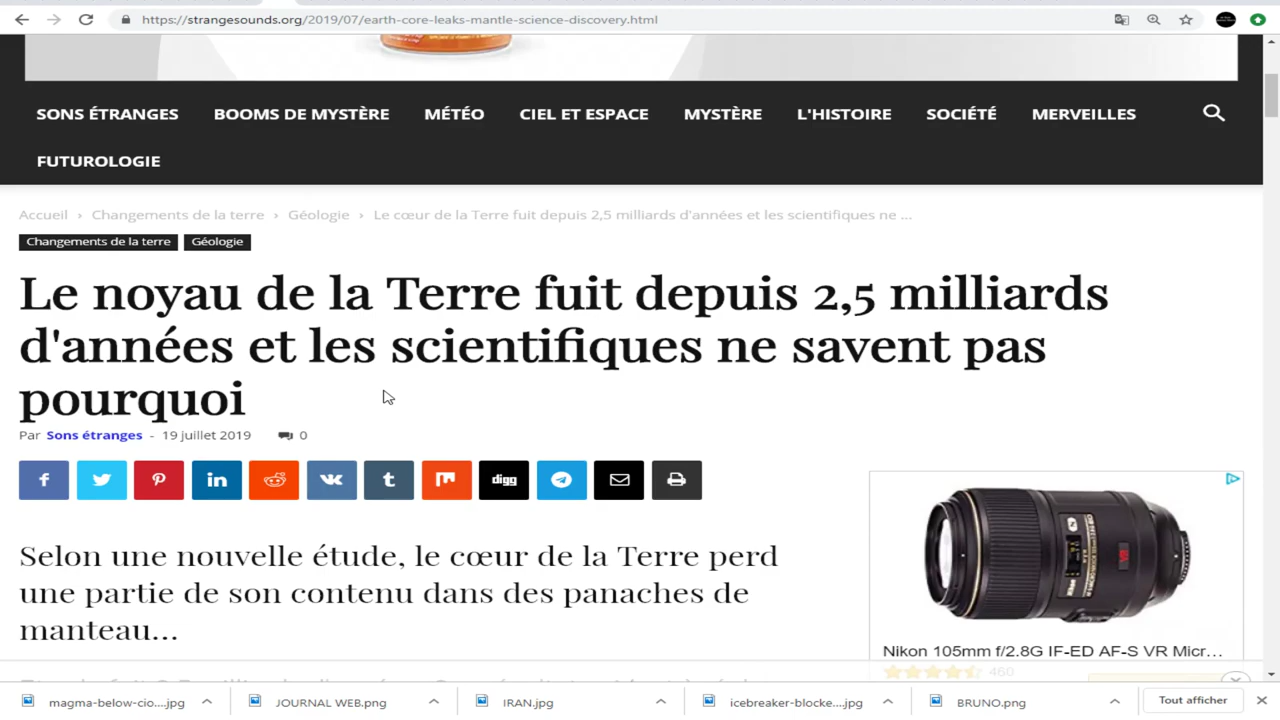 https://strangesounds.org/2019/07/earth-core-leaks-mantle-science-discovery.html
SONS ÉTRANGES BOOMS DE MYSTÈRE MÉTÉO CIEL ET ESPACE MYSTÈRE L'HISTOIRE SOCIÉTÉ MERVEILLES
FUTUROLOGIE
Accueil › Changements de la terre › Géologie › Le cœur de la Terre fuit depuis 2,5 milliards d'années et les scientifiques ne ...
Changements de la terre Géologie
Le noyau de la Terre fuit depuis 2,5 milliards
d'années et les scientifiques ne savent pas
pourquoi
Par Sons étranges - 19 juillet 2019 0
digg
Selon une nouvelle étude, le cœur de la Terre perd
une partie de son contenu dans des panaches de
manteau...
Nikon 105mm f/2.8G IF-ED AF-S VR Micr...
460
magma-below-cio....jpg JOURNAL WEB.png IRAN.jpg icebreaker-blocke....jpg BRUNO.png Tout afficher